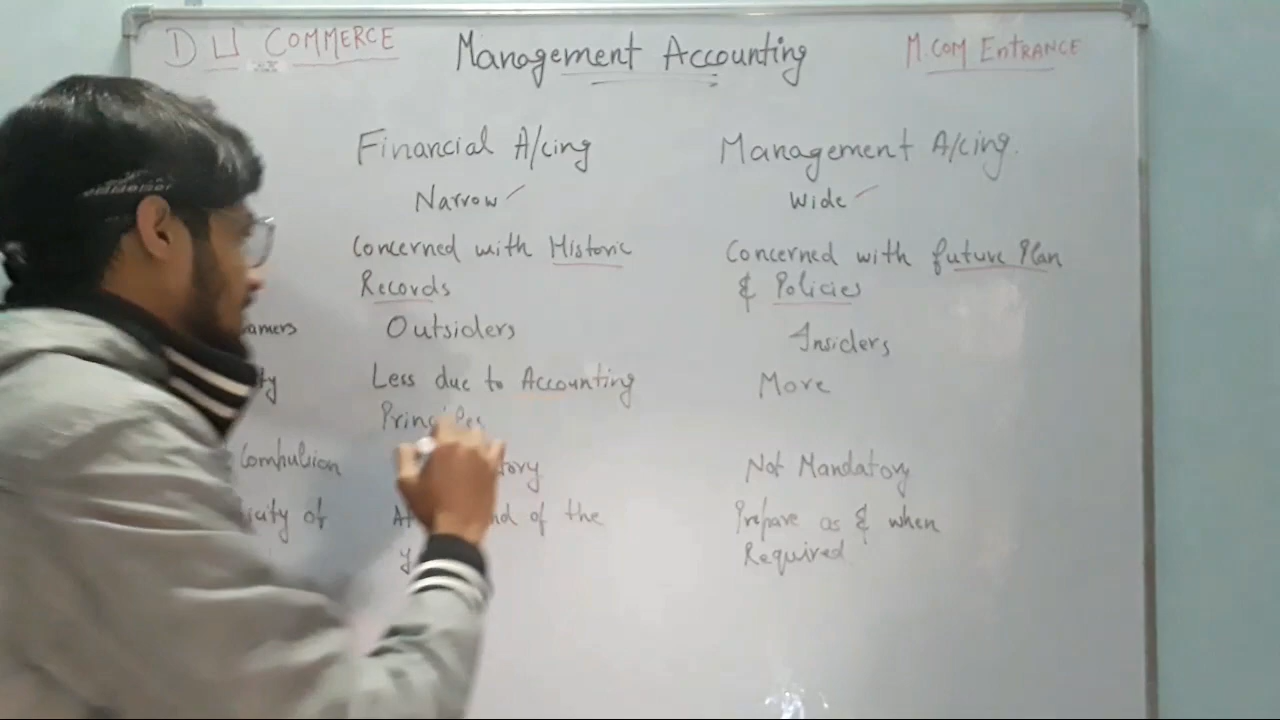 DU COMMERCE Management Accounting M.COM ENTRANCE
Financial A/cing Management A/cing.
Narrow Wide
Concerned with Historic Concerned with future Plan
Records & Policies
Outsiders Insiders
Less due to Accounting More
Principles
Compulsion Not Mandatory
of nd of the Prepare as & when
Required